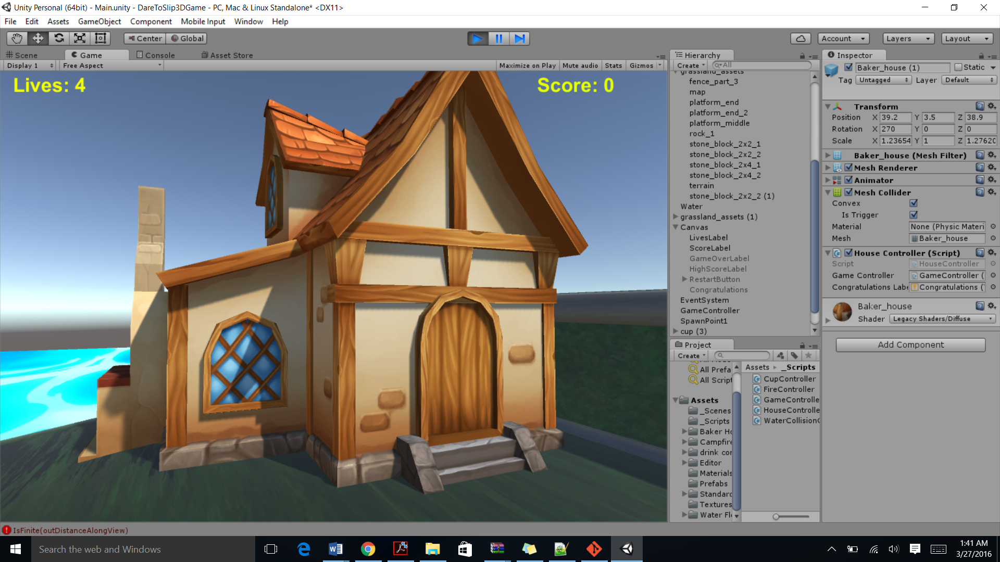 Unity Personal (64bit) - Main.unity - DareToSlip3DGame - PC, Mac & Linux Standalone* <DX11>
File Edit Assets GameObject Component Mobile Input Window Help
Center Global
Account Layers Layout
Scene Game Console Asset Store
Display 1 Free Aspect Maximize on Play Mute audio Stats Gizmos
Lives: 4 Score: 0
Hierarchy
Create All
grassland_assets
fence_part_3
map
platform_end
platform_end_2
platform_middle
rock_1
stone_block_2x2_1
stone_block_2x2_2
stone_block_2x4_1
stone_block_2x4_2
terrain
stone_block_2x2_2 (1)
Water
grassland_assets (1)
Canvas
LivesLabel
ScoreLabel
GameOverLabel
HighScoreLabel
RestartButton
Congratulations
EventSystem
GameController
SpawnPoint1
cup (3)
Project
Create
All Prefa
All Script
Assets
_Scenes
_Scripts
Baker Ho
Campfire
drink cor
Editor
Materials
Prefabs
Standard
Textures
Water Fl
Assets _Scripts
CupController
FireController
GameControlle
HouseControlle
WaterCollisionC
Inspector
Baker_house (1) Static
Tag Untagged Layer Default
Transform
Position X 39.2 Y 3.5 Z 38.9
Rotation X 270 Y 0 Z 0
Scale X 1.23654 Y 1 Z 1.27620
Baker_house (Mesh Filter)
Mesh Renderer
Animator
Mesh Collider
Convex
Is Trigger
Material None (Physic Materi
Mesh Baker_house
House Controller (Script)
Script HouseController
Game Controller GameController (
Congratulations Labe Congratulations (
Baker_house
Shader Legacy Shaders/Diffuse
Add Component
IsFinite(outDistanceAlongView)
Search the web and Windows
1:41 AM
3/27/2016